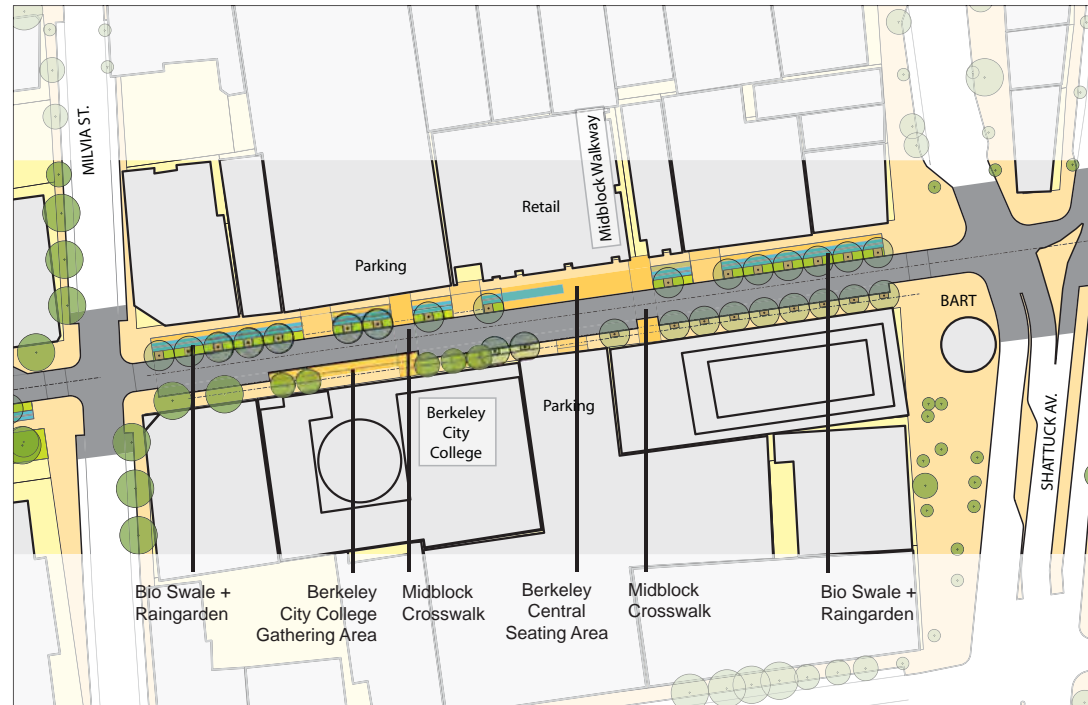 MILVIA ST.
Midblock Walkway
Retail
Parking
BART
Berkeley
City
College
Parking
SHATTUCK AV.
Bio Swale +
Raingarden
Berkeley
City College
Gathering Area
Midblock
Crosswalk
Berkeley
Central
Seating Area
Midblock
Crosswalk
Bio Swale +
Raingarden